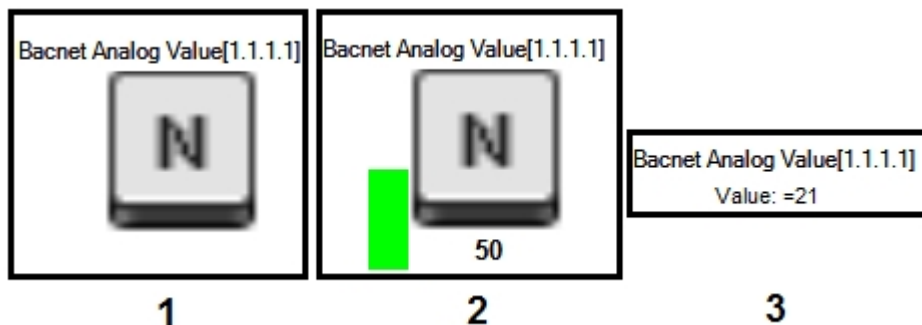 Bacnet Analog Value[1.1.1.1]
N
Bacnet Analog Value[1.1.1.1]
N
50
Bacnet Analog Value[1.1.1.1]
Value: =21
1
2
3